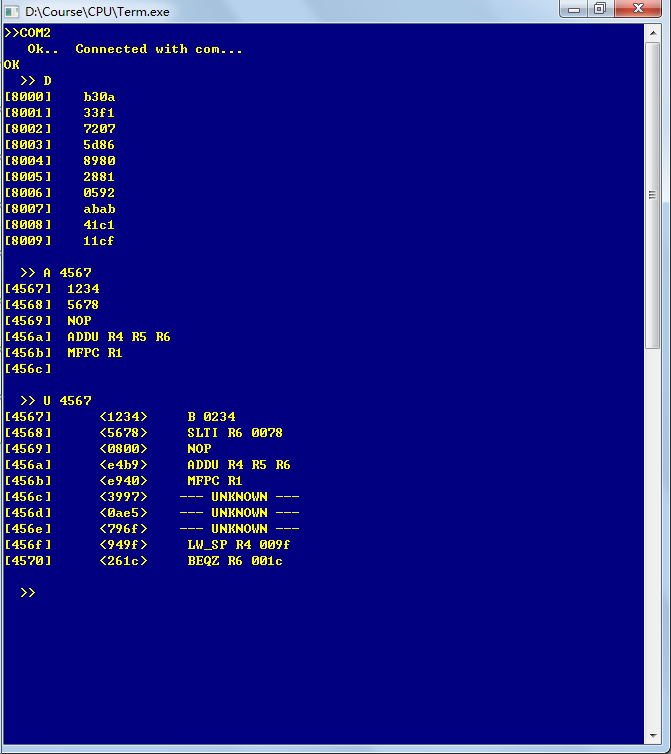 D:\Course\CPU\Term.exe
>>COM2
Ok.. Connected with com...
OK
>> D
[8000] b30a
[8001] 33f1
[8002] 7207
[8003] 5d86
[8004] 8980
[8005] 2881
[8006] 0592
[8007] abab
[8008] 41c1
[8009] 11cf
>> A 4567
[4567] 1234
[4568] 5678
[4569] NOP
[456a] ADDU R4 R5 R6
[456b] MFPC R1
[456c]
>> U 4567
[4567] <1234> B 0234
[4568] <5678> SLTI R6 0078
[4569] <0800> NOP
[456a] <e4b9> ADDU R4 R5 R6
[456b] <e940> MFPC R1
[456c] <3997> --- UNKNOWN ---
[456d] <0ae5> --- UNKNOWN ---
[456e] <796f> --- UNKNOWN ---
[456f] <949f> LW_SP R4 009f
[4570] <261c> BEQZ R6 001c
>>